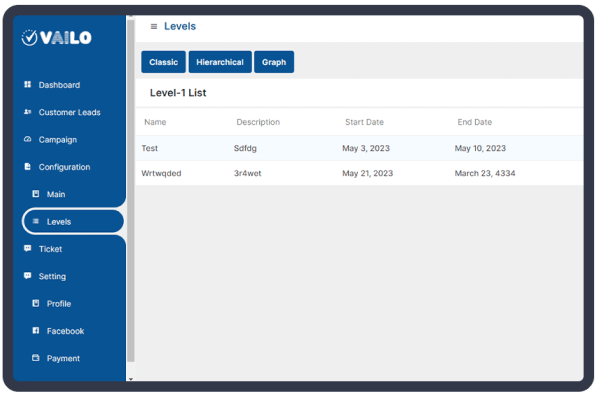 VAILO
Levels
Classic Hierarchical Graph
Level-1 List
Name Description Start Date End Date
Test Sdfdg May 3, 2023 May 10, 2023
Wrtwqded 3r4wet May 21, 2023 March 23, 4334
Dashboard
Customer Leads
Campaign
Configuration
Main
Levels
Ticket
Setting
Profile
Facebook
Payment